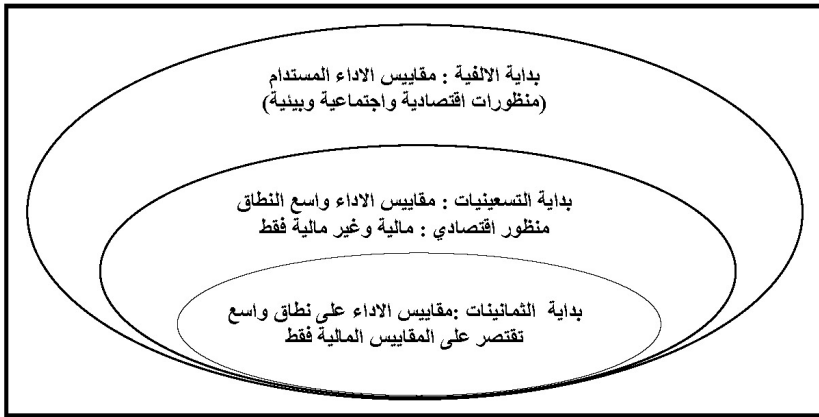 بداية الالفية : مقاييس الاداء المستدام
(منظورات اقتصادية واجتماعية وبيئية)
بداية التسعينيات : مقاييس الاداء واسع النطاق
منظور اقتصادي : مالية وغير مالية فقط
بداية الثمانينات :مقاييس الاداء على نطاق واسع
تقتصر على المقاييس المالية فقط